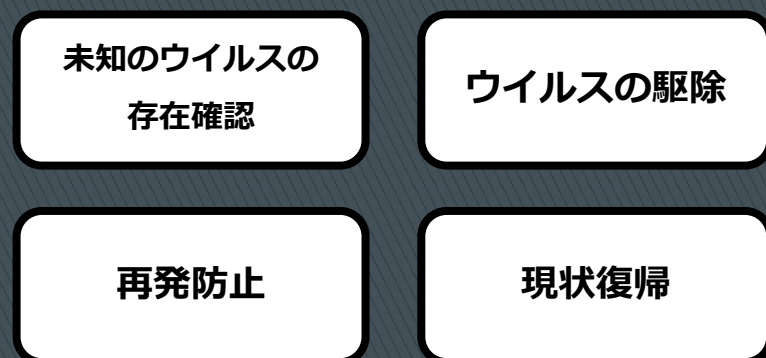 未知のウイルスの
存在確認
ウイルスの駆除
再発防止
現状復帰